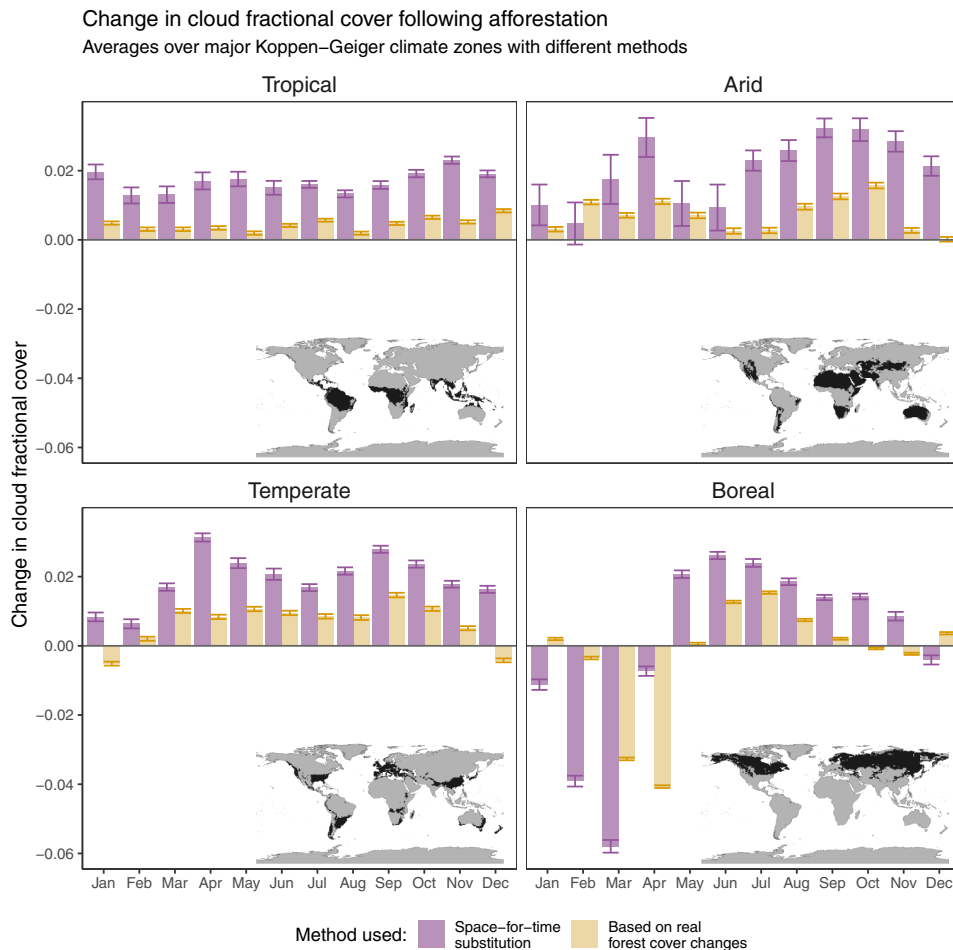 Change in cloud fractional cover following afforestation
Averages over major Koppen−Geiger climate zones with different methods
Tropical
Arid
0.02
0.00
−0.02
−0.04
−0.06
Temperate
Boreal
0.02
0.00
−0.02
−0.04
−0.06
Change in cloud fractional cover
Jan Feb Mar Apr May Jun Jul Aug Sep Oct Nov Dec
Jan Feb Mar Apr May Jun Jul Aug Sep Oct Nov Dec
Method used:
Space−for−time
substitution
Based on real
forest cover changes